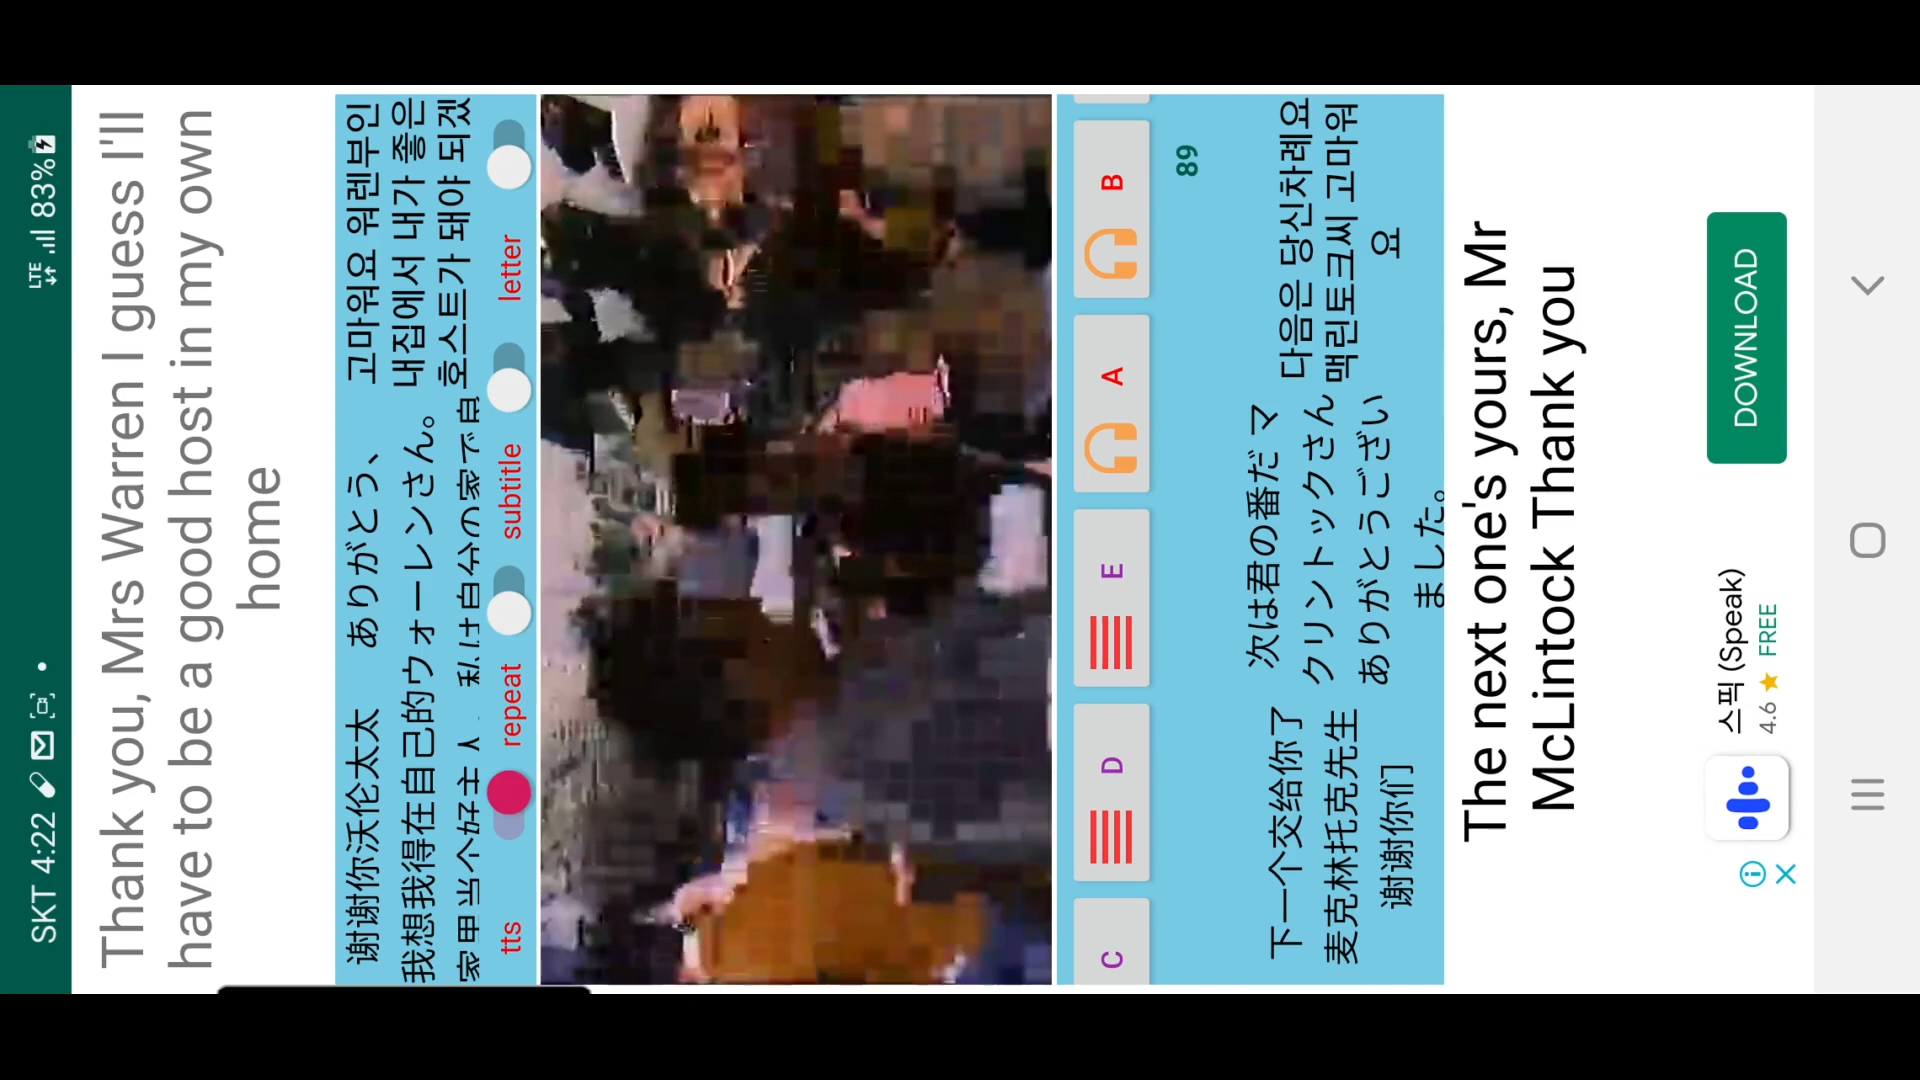 SKT 4:22
LTE 83%
Thank you, Mrs Warren I guess I'll
have to be a good host in my own
home
谢谢你沃伦太太
我想我得在自己的
家里当个好主人
ありがとう、
ウォーレンさん。
私は自分の家で良
고마워요 워렌부인
내집에서 내가 좋은
호스트가 돼야 되겠
tts
repeat
subtitle
letter
C
D
E
A
B
89
下一个交给你了
麦克林托克先生
谢谢你们
次は君の番だ マ
クリントックさん
ありがとうござい
ました。
다음은 당신차례요
맥린토크씨 고마워
요
The next one's yours, Mr
McLintock Thank you
스픽 (Speak)
4.6 ★ FREE
DOWNLOAD